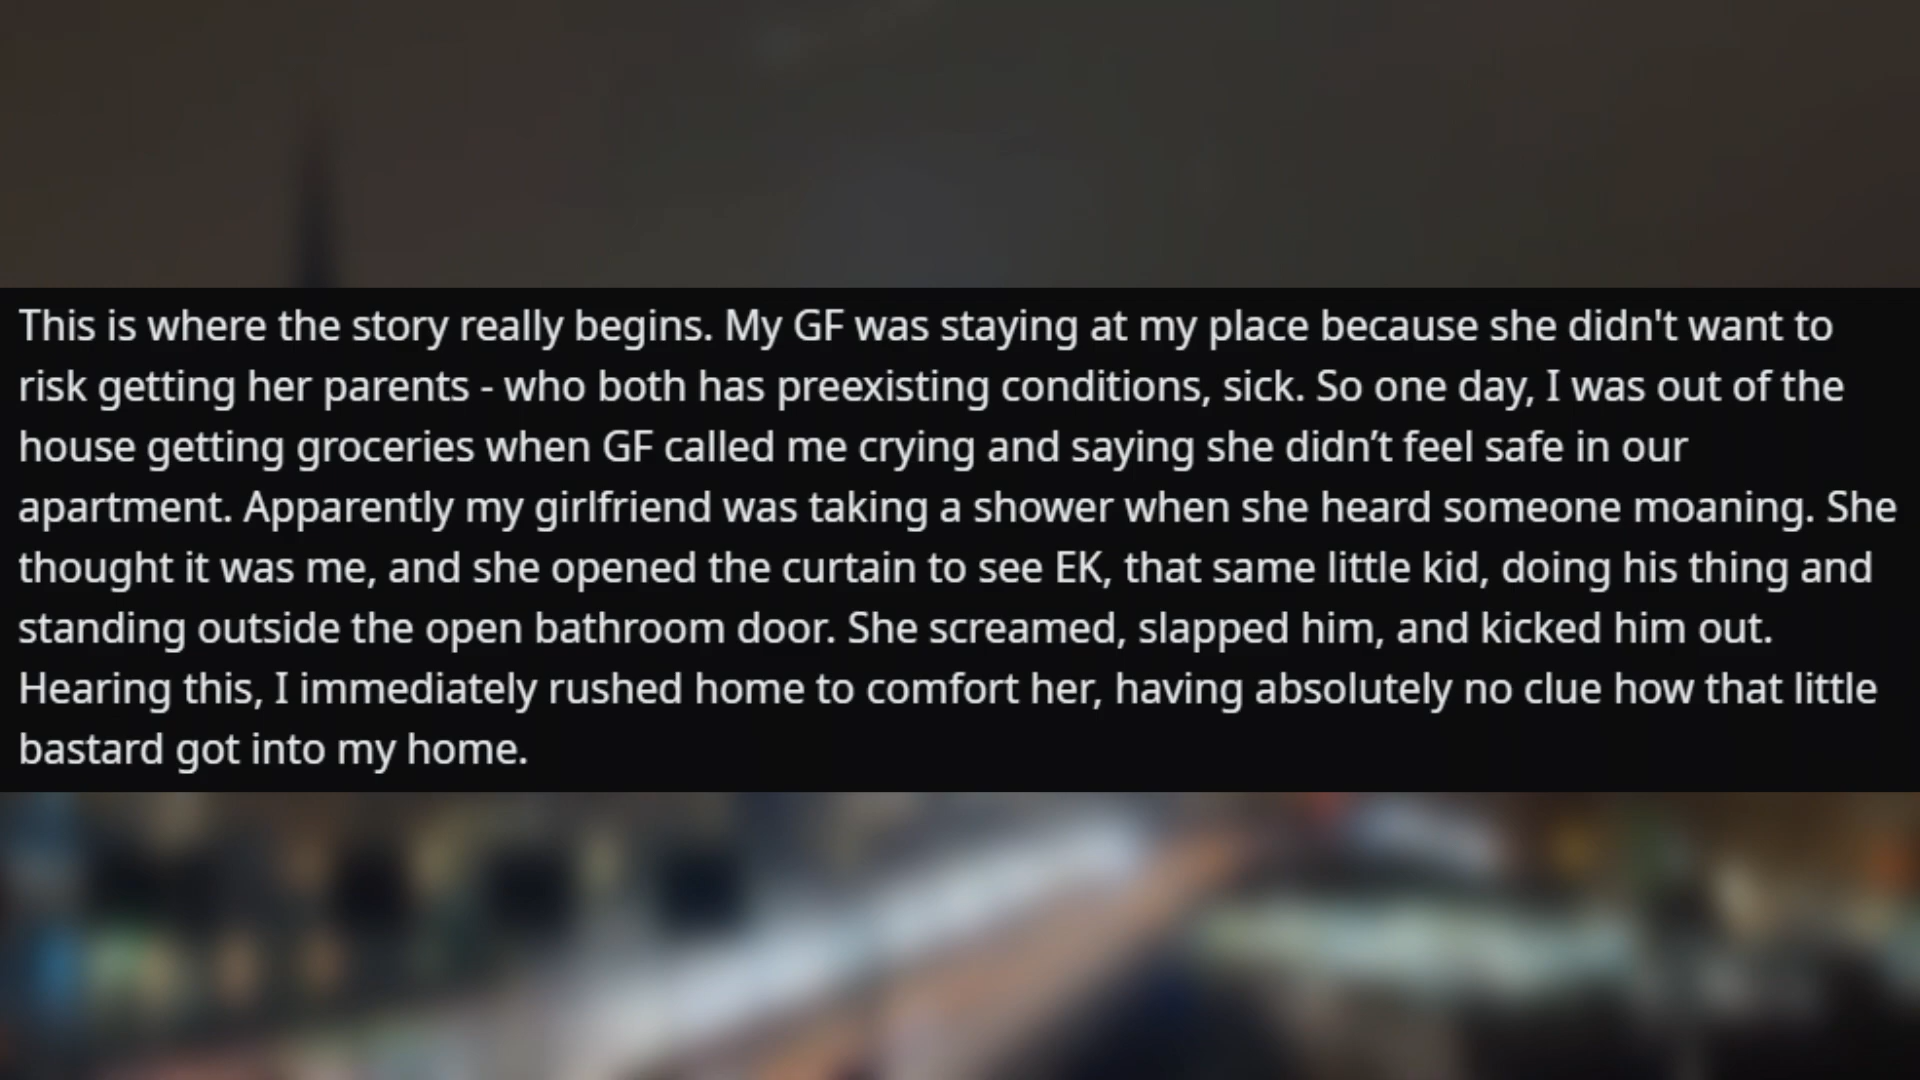 This is where the story really begins. My GF was staying at my place because she didn't want to
risk getting her parents - who both has preexisting conditions, sick. So one day, I was out of the
house getting groceries when GF called me crying and saying she didn’t feel safe in our
apartment. Apparently my girlfriend was taking a shower when she heard someone moaning. She
thought it was me, and she opened the curtain to see EK, that same little kid, doing his thing and
standing outside the open bathroom door. She screamed, slapped him, and kicked him out.
Hearing this, I immediately rushed home to comfort her, having absolutely no clue how that little
bastard got into my home.